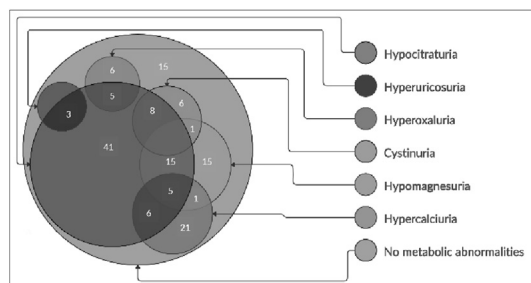 6
15
5
3
8
6
1
41
15
15
5
1
6
21
Hypocitraturia
Hyperuricosuria
Hyperoxaluria
Cystinuria
Hypomagnesuria
Hypercalciuria
No metabolic abnormalities